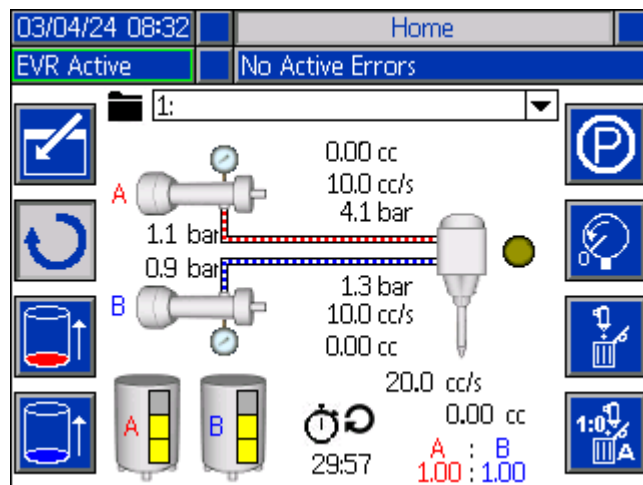 03/04/24 08:32
Home
EVR Active
No Active Errors
1:
0.00 cc
10.0 cc/s
4.1 bar
A
1.1 bar
0.9 bar
1.3 bar
B
10.0 cc/s
0.00 cc
20.0 cc/s
0.00 cc
A
B
29:57
A : B
1.00 : 1.00
P
0
1:0
A